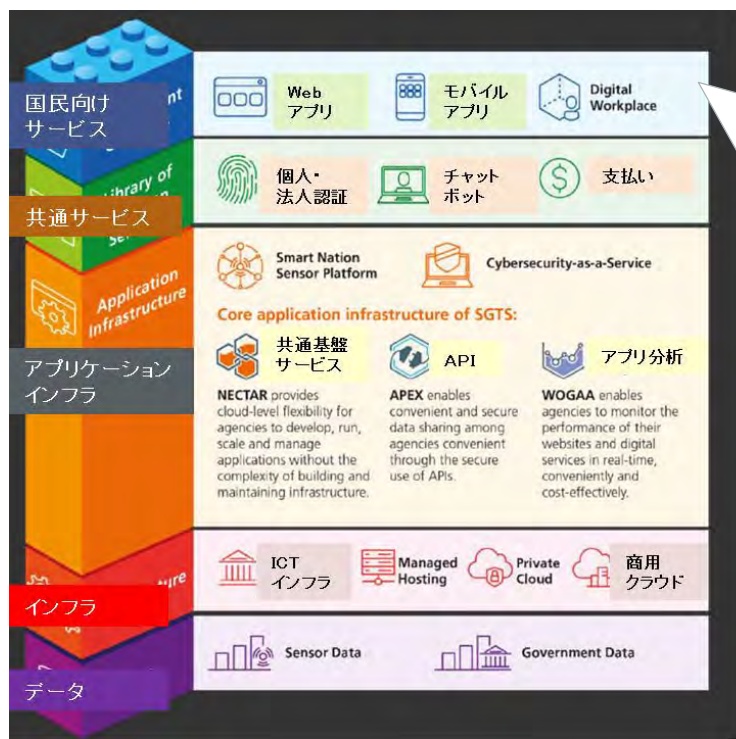 国民向け
サービス
nt
Web
アプリ
モバイル
アプリ
Digital
Workplace
Library of
共通サービス
個人・
法人認証
チャット
ボット
支払い
Application
Infrastructure
アプリケーション
インフラ
Smart Nation
Sensor Platform
Cybersecurity-as-a-Service
Core application infrastructure of SGTS:
共通基盤
サービス
API
アプリ分析
NECTAR provides
cloud-level flexibility for
agencies to develop, run,
scale and manage
applications without the
complexity of building and
maintaining infrastructure.
APEX enables
convenient and secure
data sharing among
agencies convenient
through the secure
use of APIs.
WOGAA enables
agencies to monitor the
performance of their
websites and digital
services in real-time,
conveniently and
cost-effectively.
ture
インフラ
ICT
インフラ
Managed
Hosting
Private
Cloud
商用
クラウド
データ
Sensor Data
Government Data